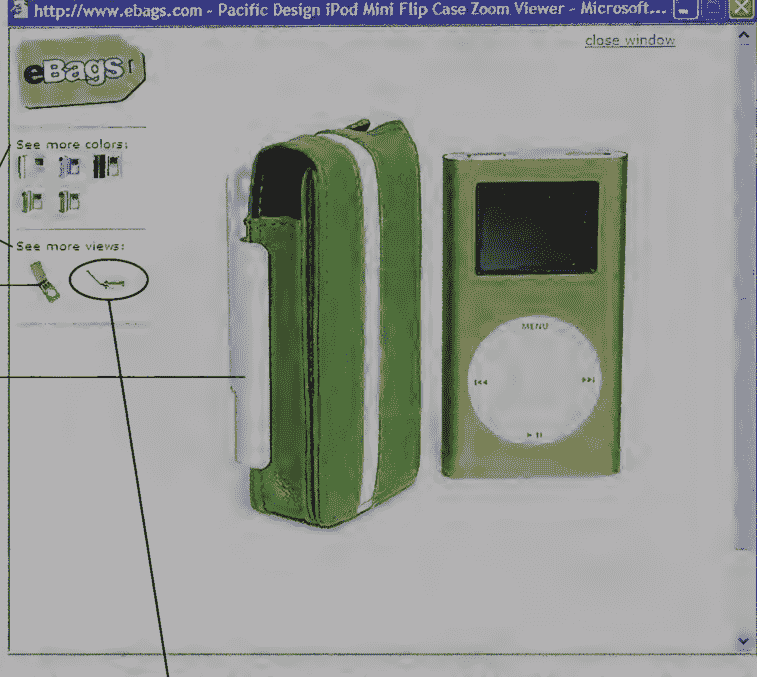 http://www.ebags.com - Pacific Design iPod Mini Flip Case Zoom Viewer - Microsoft...
close window
eBags
See more colors:
See more views:
MENU